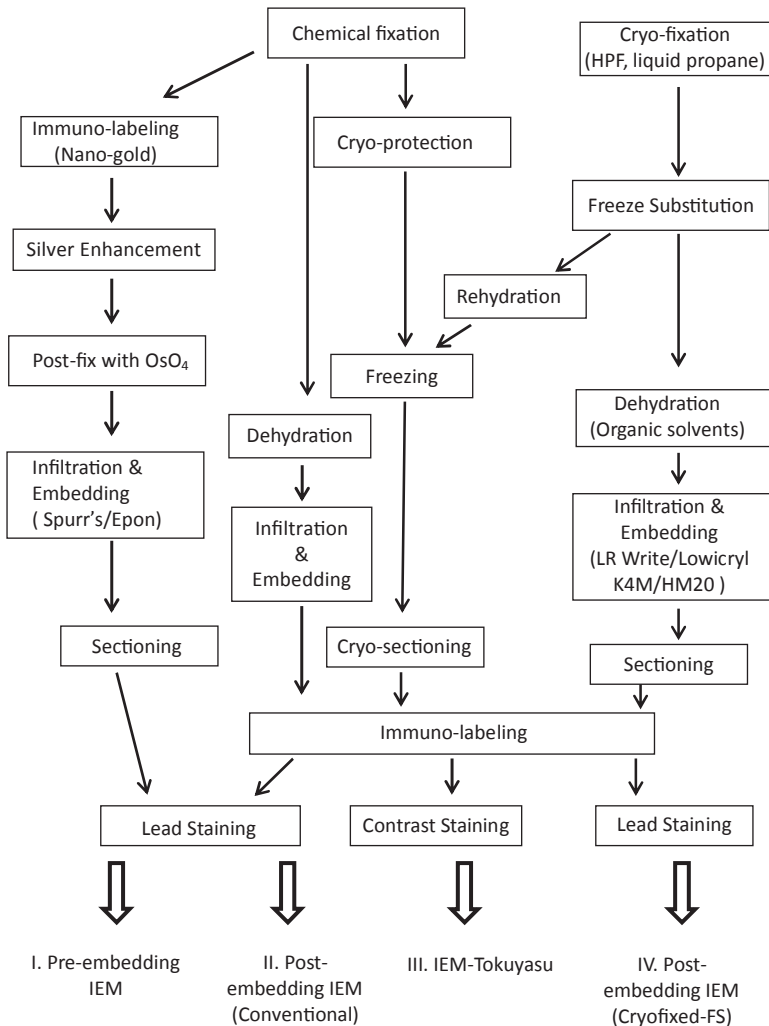 Chemical fixation
Cryo-fixation
(HPF, liquid propane)
Immuno-labeling
(Nano-gold)
Cryo-protection
Freeze Substitution
Silver Enhancement
Rehydration
Post-fix with OsO₄
Freezing
Dehydration
(Organic solvents)
Dehydration
Infiltration &
Embedding
( Spurr's/Epon)
Infiltration
&
Embedding
Infiltration &
Embedding
(LR Write/Lowicryl
K4M/HM20 )
Sectioning
Cryo-sectioning
Sectioning
Immuno-labeling
Lead Staining
Contrast Staining
Lead Staining
I. Pre-embedding
IEM
II. Post-
embedding IEM
(Conventional)
III. IEM-Tokuyasu
IV. Post-
embedding IEM
(Cryofixed-FS)